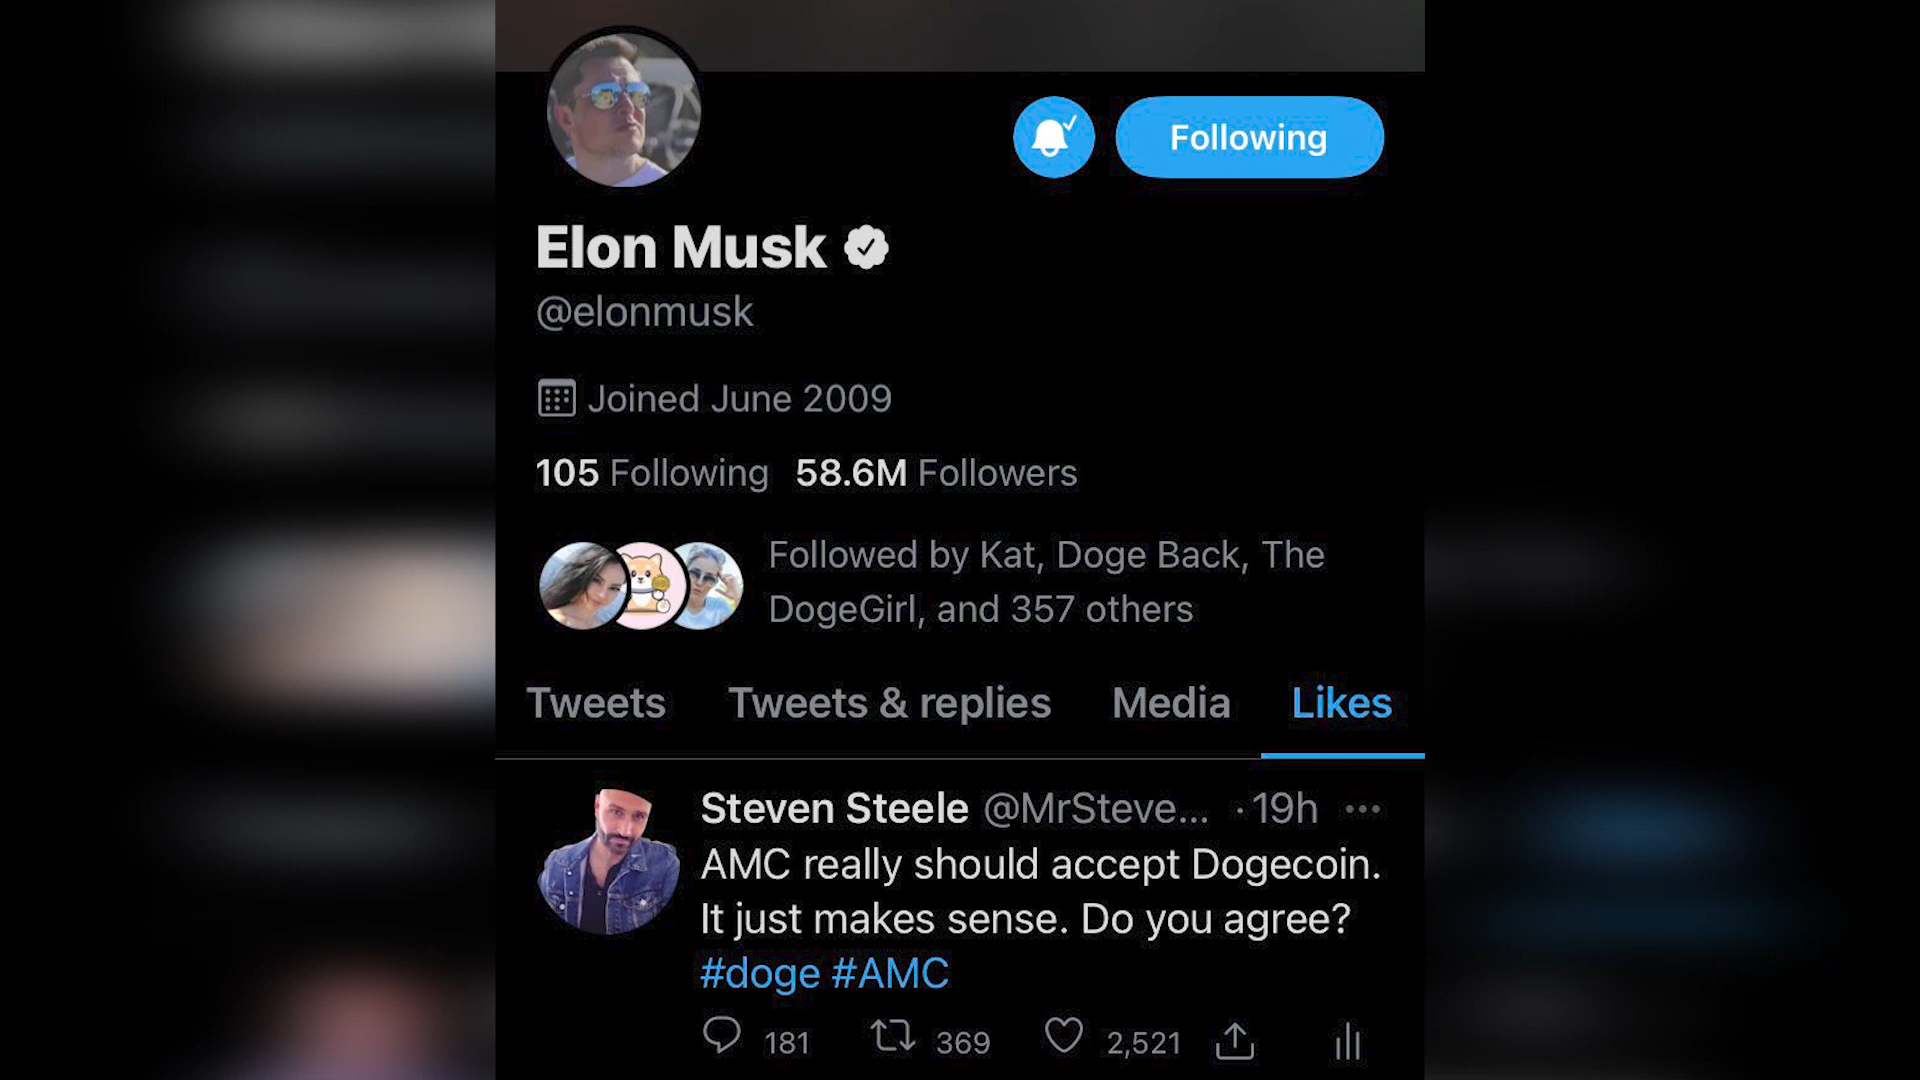 Following
Elon Musk
@elonmusk
Joined June 2009
105 Following 58.6M Followers
Followed by Kat, Doge Back, The
DogeGirl, and 357 others
Tweets Tweets & replies Media Likes
Steven Steele @MrSteve... · 19h
AMC really should accept Dogecoin.
It just makes sense. Do you agree?
#doge #AMC
181 369 2,521